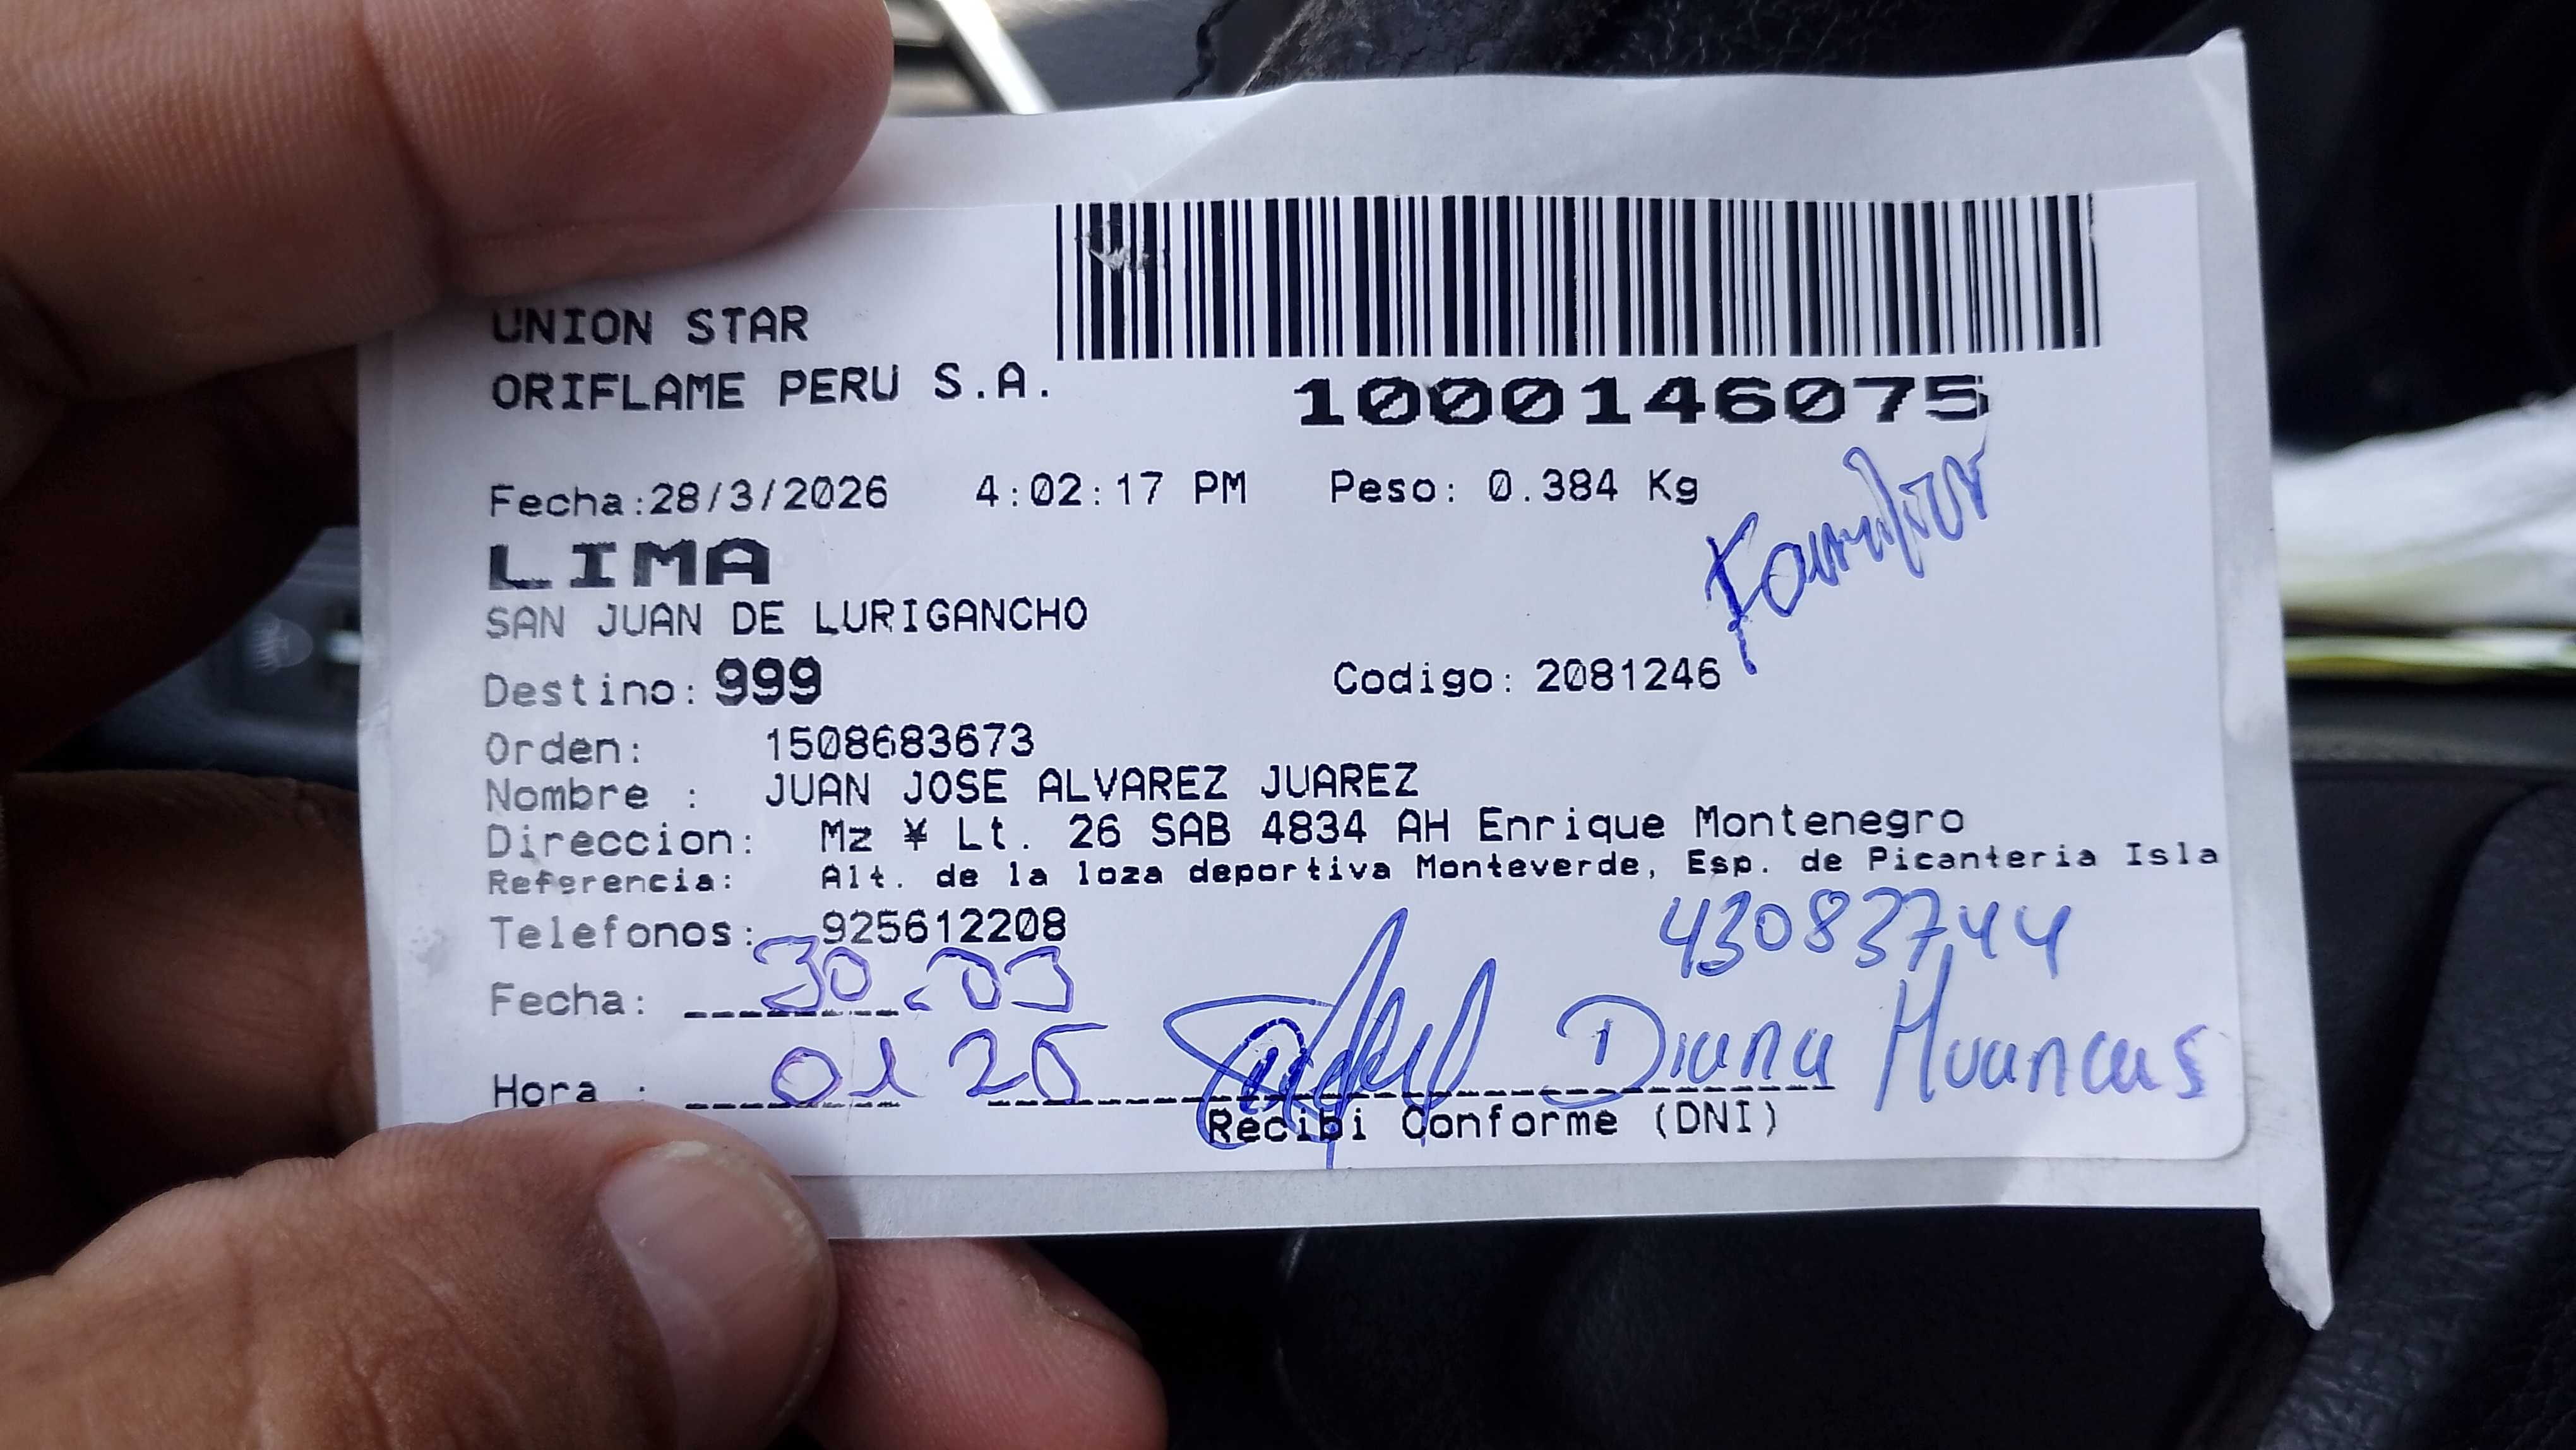 UNION STAR
ORIFLAME PERU S.A.
1000146075
Fecha:28/3/2026 4:02:17 PM Peso: 0.384 Kg
Familiar
LIMA
SAN JUAN DE LURIGANCHO
Destino: 999 Codigo: 2081246
Orden: 1508683673
Nombre : JUAN JOSE ALVAREZ JUAREZ
Direccion: Mz ¥ Lt. 26 SAB 4834 AH Enrique Montenegro
Referencia: Alt. de la loza deportiva Monteverde, Esp. de Picanteria Isla
Telefonos: 925612208
43083744
Fecha: 30.03
Hora : 01 25 Diana Huancas
Recibi Conforme (DNI)